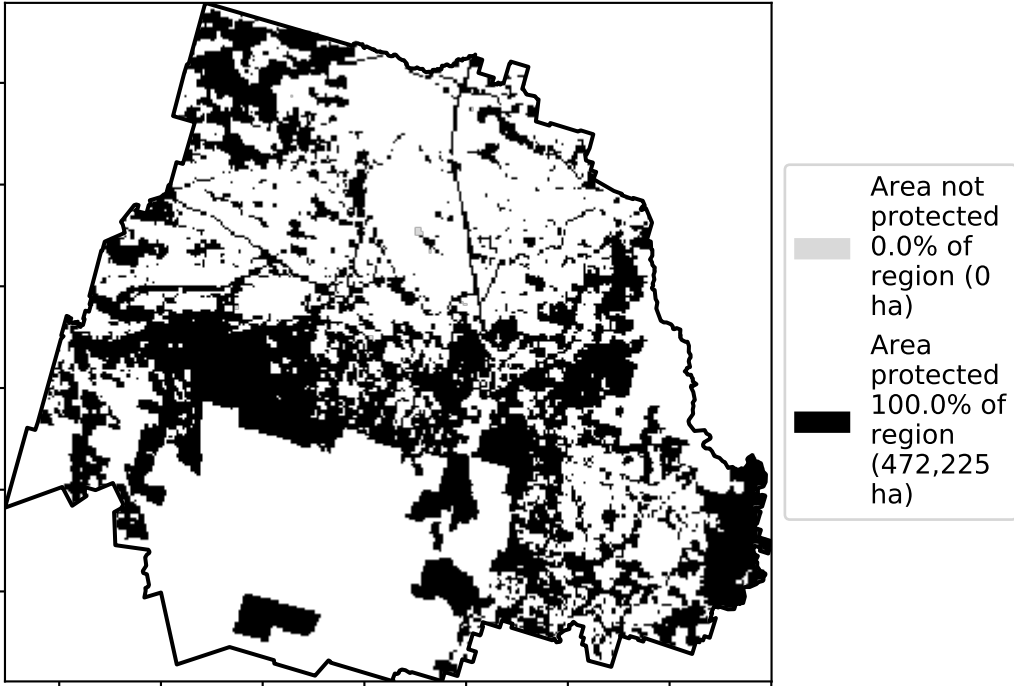 Area not
protected
0.0% of
region (0
ha)
Area
protected
100.0% of
region
(472,225
ha)